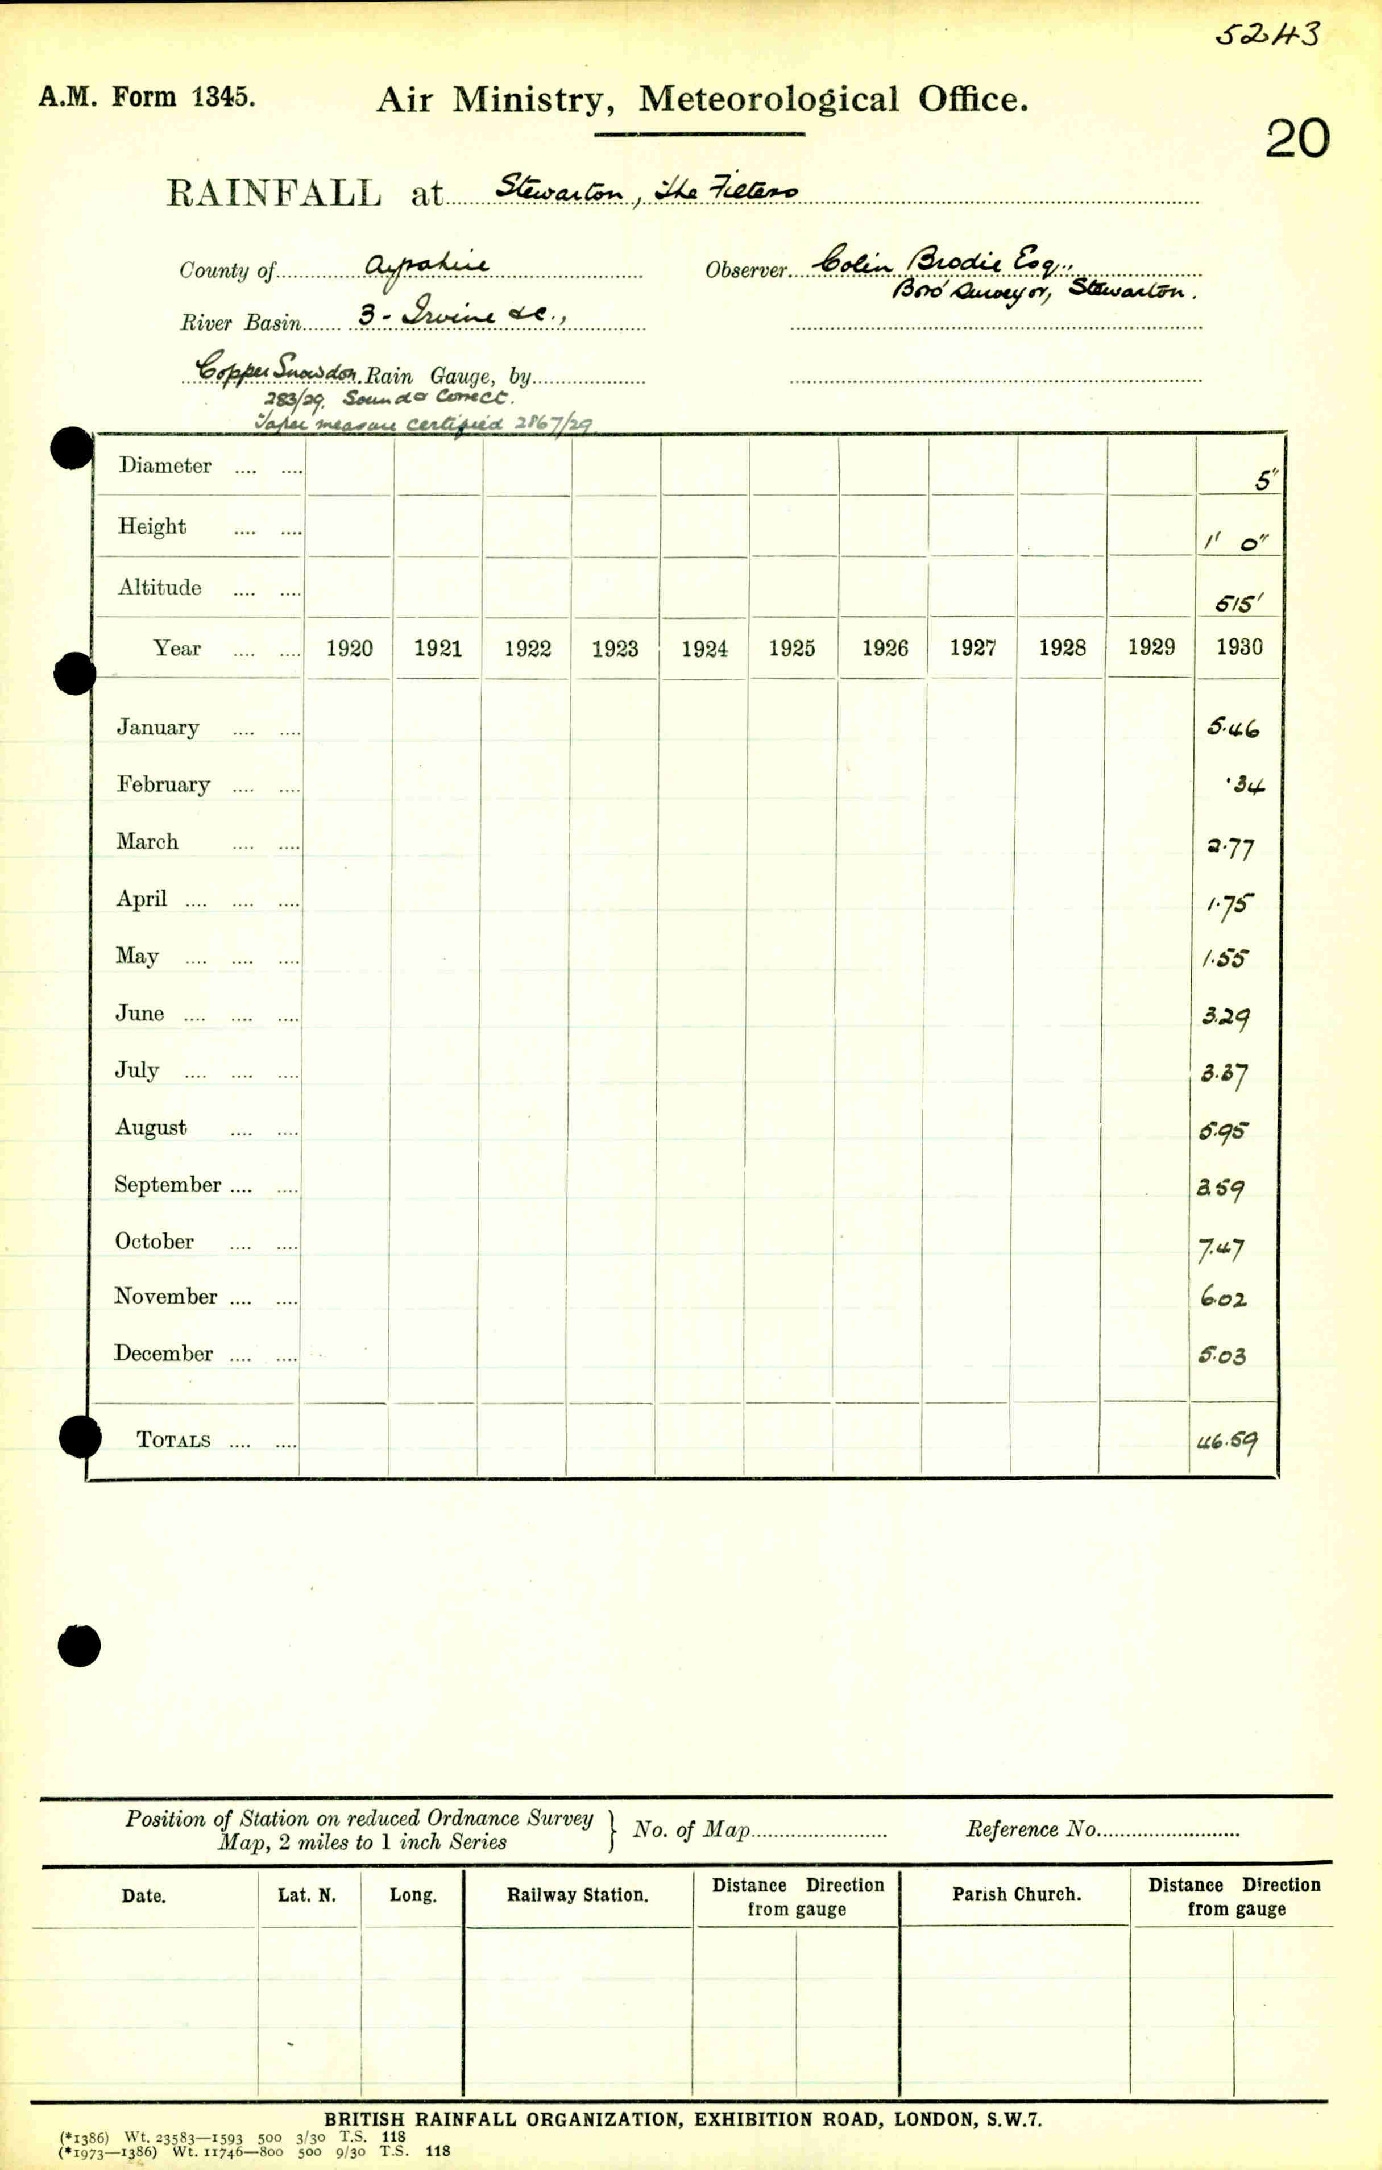 5243
A.M. Form 1345. Air Ministry, Meteorological Office.
20
RAINFALL at Stewarton, The Filters
County of Ayrshire Observer Colin Brodie Esq.,
Boro' Surveyor, Stewarton.
River Basin 3 - Irvine &c.,
Copper Snowdon Rain Gauge, by
283/29. Sound & Correct.
Taper measure certified 2867/29
Diameter .... .... 5"
Height .... .... 1' 0"
Altitude .... .... 515'
Year .... .... 1920 1921 1922 1923 1924 1925 1926 1927 1928 1929 1930
January .... .... 5.46
February .... .... .34
March .... .... 2.77
April .... .... .... 1.75
May .... .... .... 1.55
June .... .... .... 3.29
July .... .... .... 3.37
August .... .... 5.95
September .... .... 3.59
October .... .... 7.47
November .... .... 6.02
December .... .... 5.03
TOTALS .... .... 46.59
Position of Station on reduced Ordnance Survey
Map, 2 miles to 1 inch Series } No. of Map Reference No.
Date. Lat. N. Long. Railway Station. Distance Direction from gauge Parish Church. Distance Direction from gauge
BRITISH RAINFALL ORGANIZATION, EXHIBITION ROAD, LONDON, S.W.7.
(*1386) Wt. 23583—1593 500 3/30 T.S. 118
(*1973—1386) Wt. 11746—800 500 9/30 T.S. 118